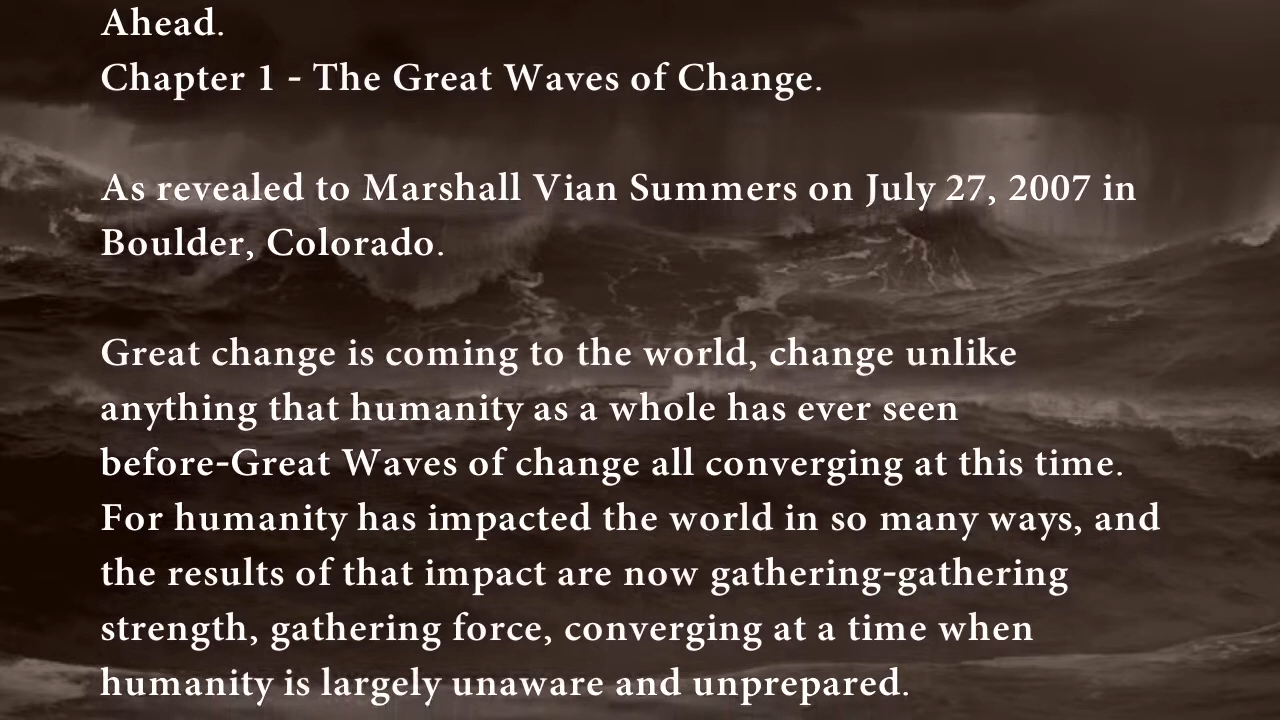 Ahead.
Chapter 1 - The Great Waves of Change.
As revealed to Marshall Vian Summers on July 27, 2007 in
Boulder, Colorado.
Great change is coming to the world, change unlike
anything that humanity as a whole has ever seen
before-Great Waves of change all converging at this time.
For humanity has impacted the world in so many ways, and
the results of that impact are now gathering-gathering
strength, gathering force, converging at a time when
humanity is largely unaware and unprepared.